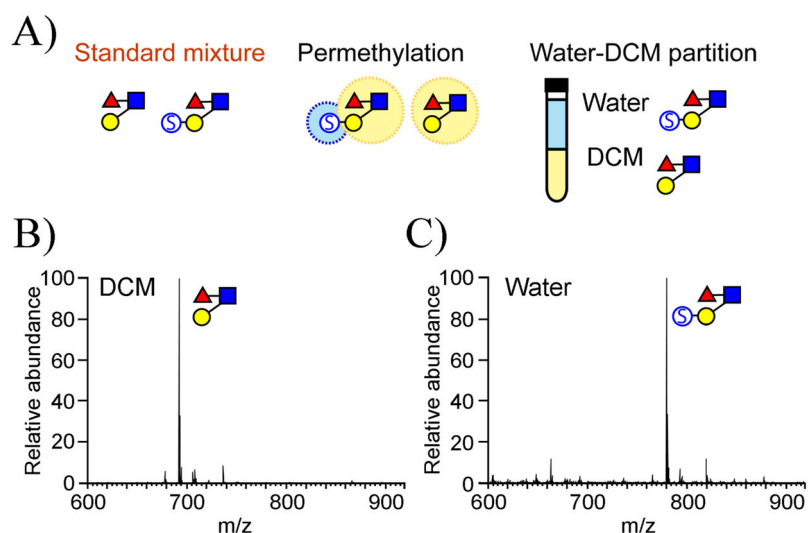 A)
Standard mixture
Permethylation
Water-DCM partition
S
S
Water
S
DCM
B)
C)
DCM
Water
S
Relative abundance
100
80
60
40
20
0
600
700
800
900
m/z
Relative abundance
100
80
60
40
20
0
600
700
800
900
m/z